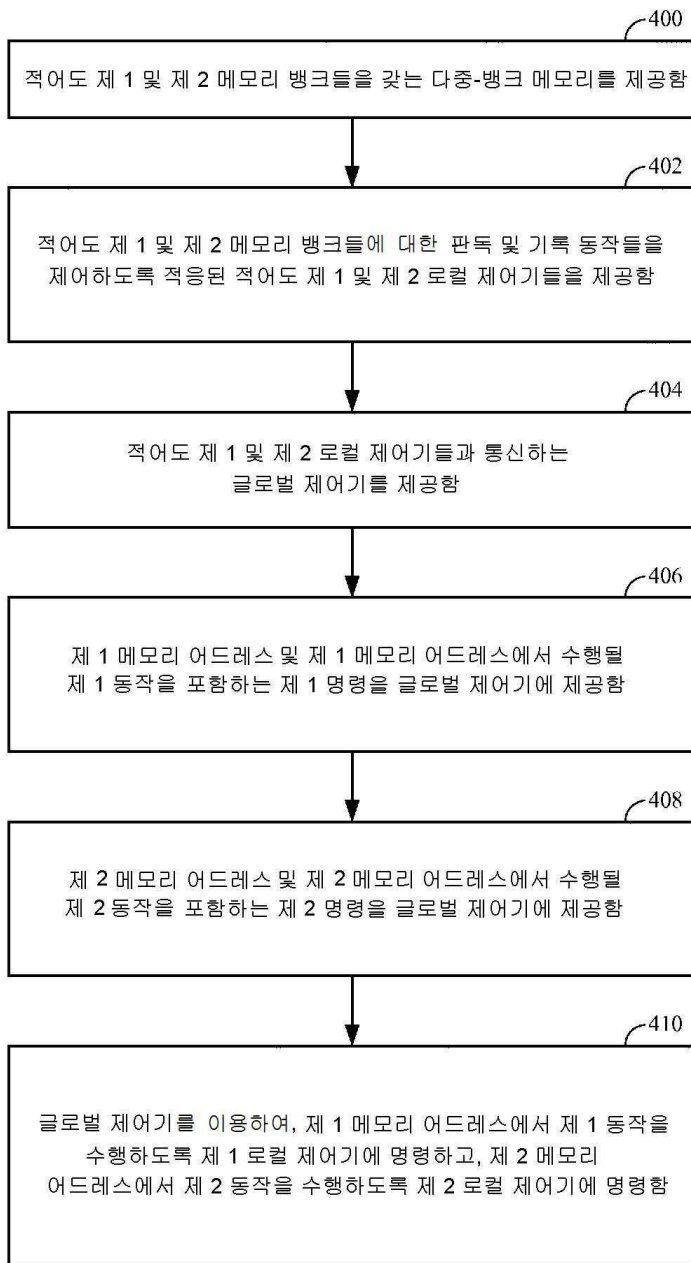 400
적어도 제 1 및 제 2 메모리 뱅크들을 갖는 다중-뱅크 메모리를 제공함
402
적어도 제 1 및 제 2 메모리 뱅크들에 대한 판독 및 기록 동작들을
제어하도록 적응된 적어도 제 1 및 제 2 로컬 제어기들을 제공함
404
적어도 제 1 및 제 2 로컬 제어기들과 통신하는
글로벌 제어기를 제공함
406
제 1 메모리 어드레스 및 제 1 메모리 어드레스에서 수행될
제 1 동작을 포함하는 제 1 명령을 글로벌 제어기에 제공함
408
제 2 메모리 어드레스 및 제 2 메모리 어드레스에서 수행될
제 2 동작을 포함하는 제 2 명령을 글로벌 제어기에 제공함
410
글로벌 제어기를 이용하여, 제 1 메모리 어드레스에서 제 1 동작을
수행하도록 제 1 로컬 제어기에 명령하고, 제 2 메모리
어드레스에서 제 2 동작을 수행하도록 제 2 로컬 제어기에 명령함